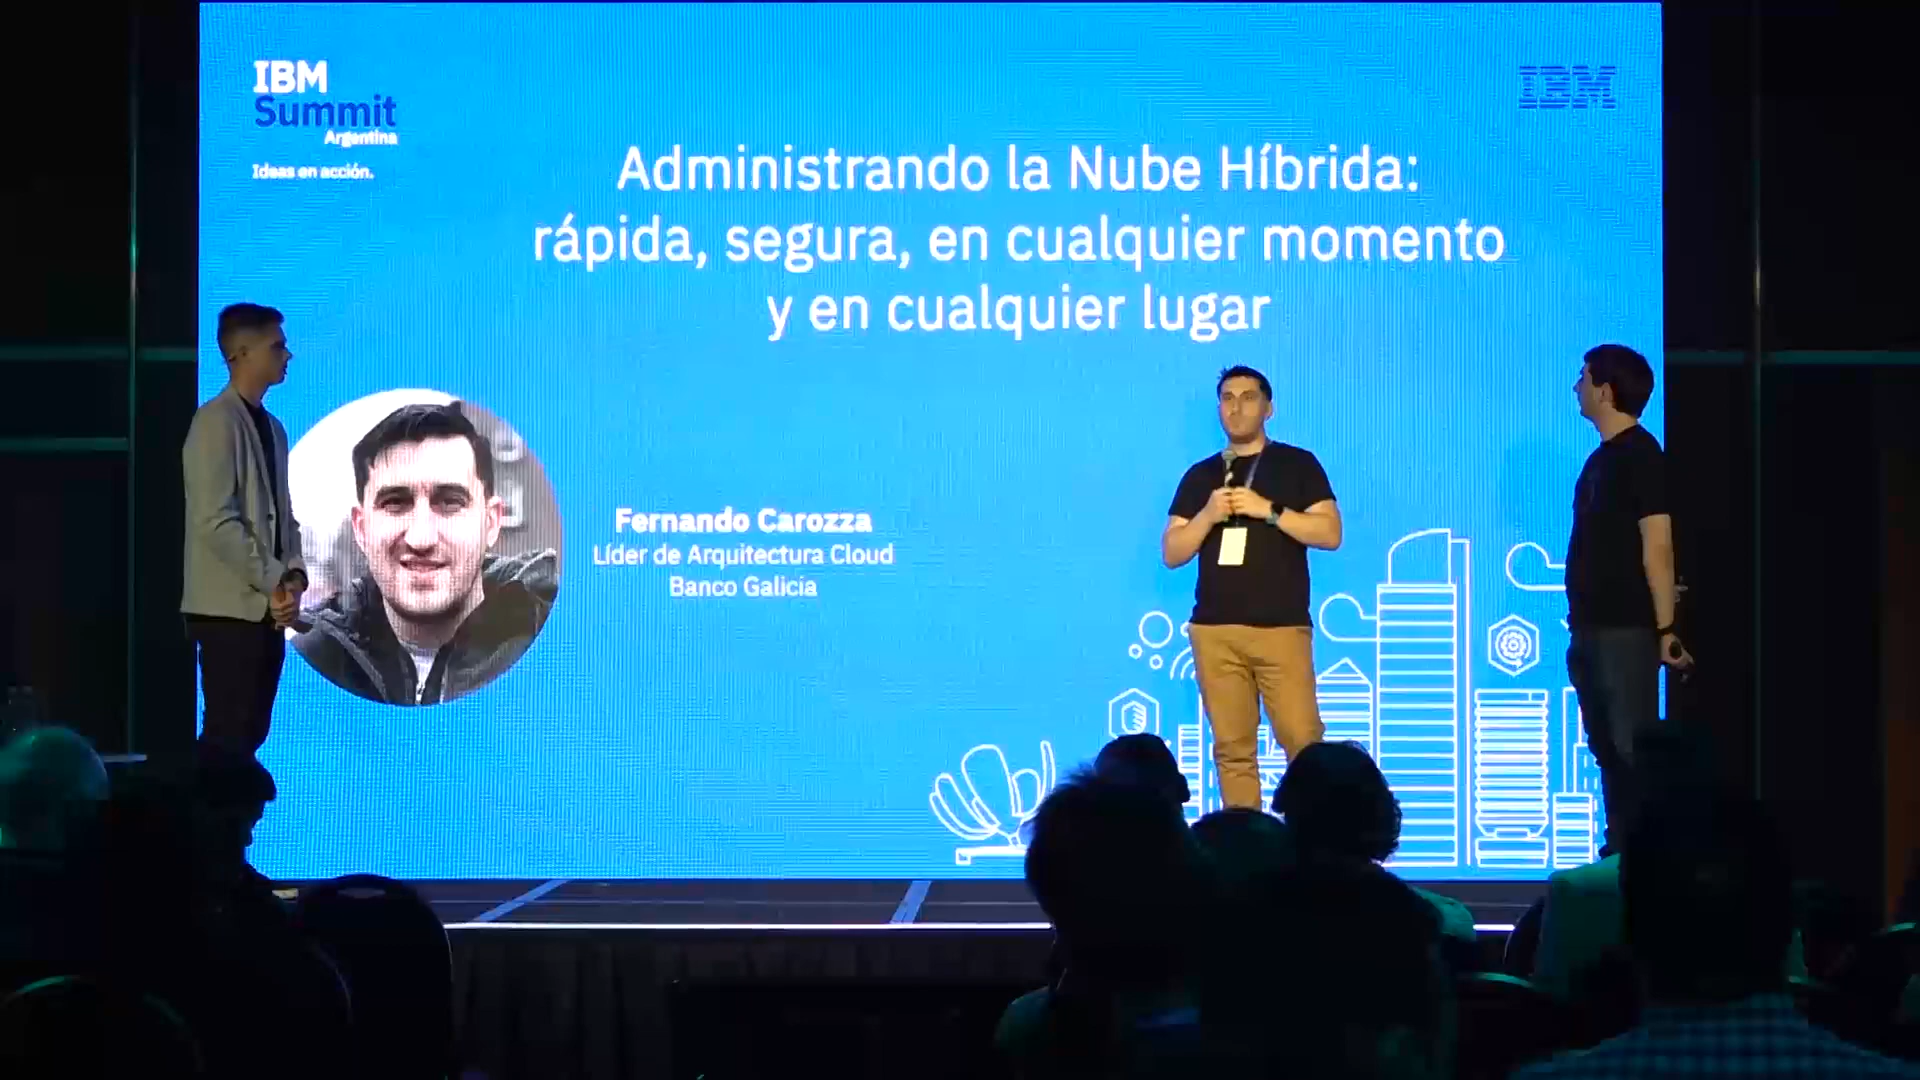 IBM
Summit
Argentina
Ideas en acción.
IBM
Administrando la Nube Híbrida:
rápida, segura, en cualquier momento
y en cualquier lugar
Fernando Carozza
Líder de Arquitectura Cloud
Banco Galicia